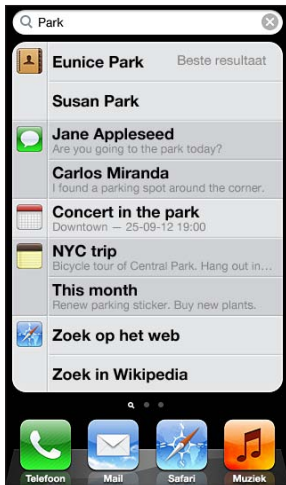 Park
Eunice Park Beste resultaat
Susan Park
Jane Appleseed
Are you going to the park today?
Carlos Miranda
I found a parking spot around the corner.
Concert in the park
Downtown — 25-09-12 19:00
NYC trip
Bicycle tour of Central Park. Hang out in…
This month
Renew parking sticker. Buy new plants.
Zoek op het web
Zoek in Wikipedia
Telefoon Mail Safari Muziek